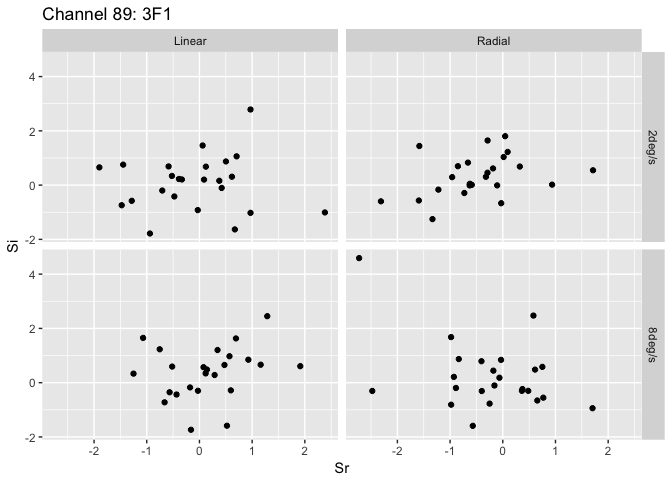 Channel 89: 3F1
Linear
Radial
4
2
0
-2
2deg/s
Si
4
2
0
-2
8deg/s
-2 -1 0 1 2
-2 -1 0 1 2
Sr